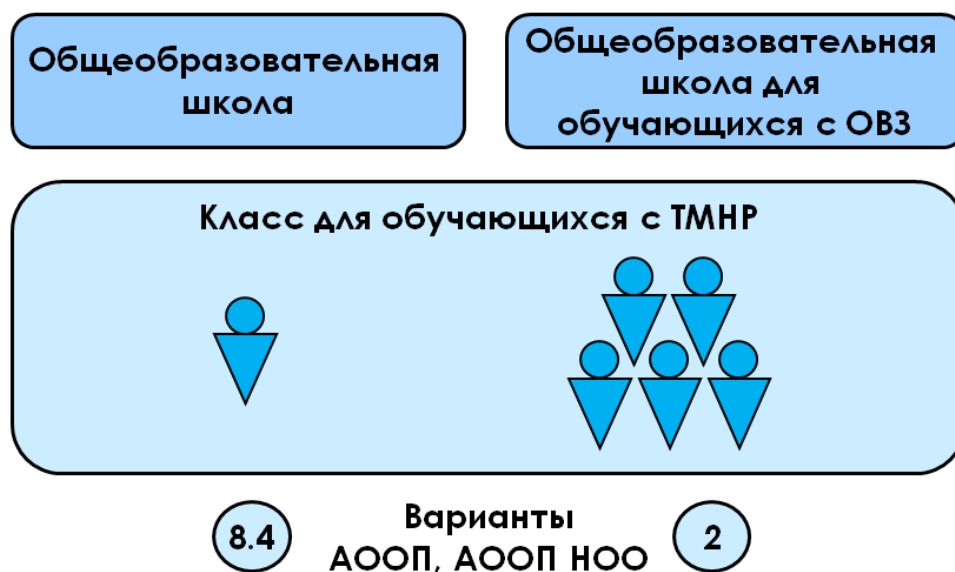 Общеобразовательная
школа
Общеобразовательная
школа для
обучающихся с ОВЗ
Класс для обучающихся с ТМНР
8.4
Варианты
АООП, АООП НОО
2